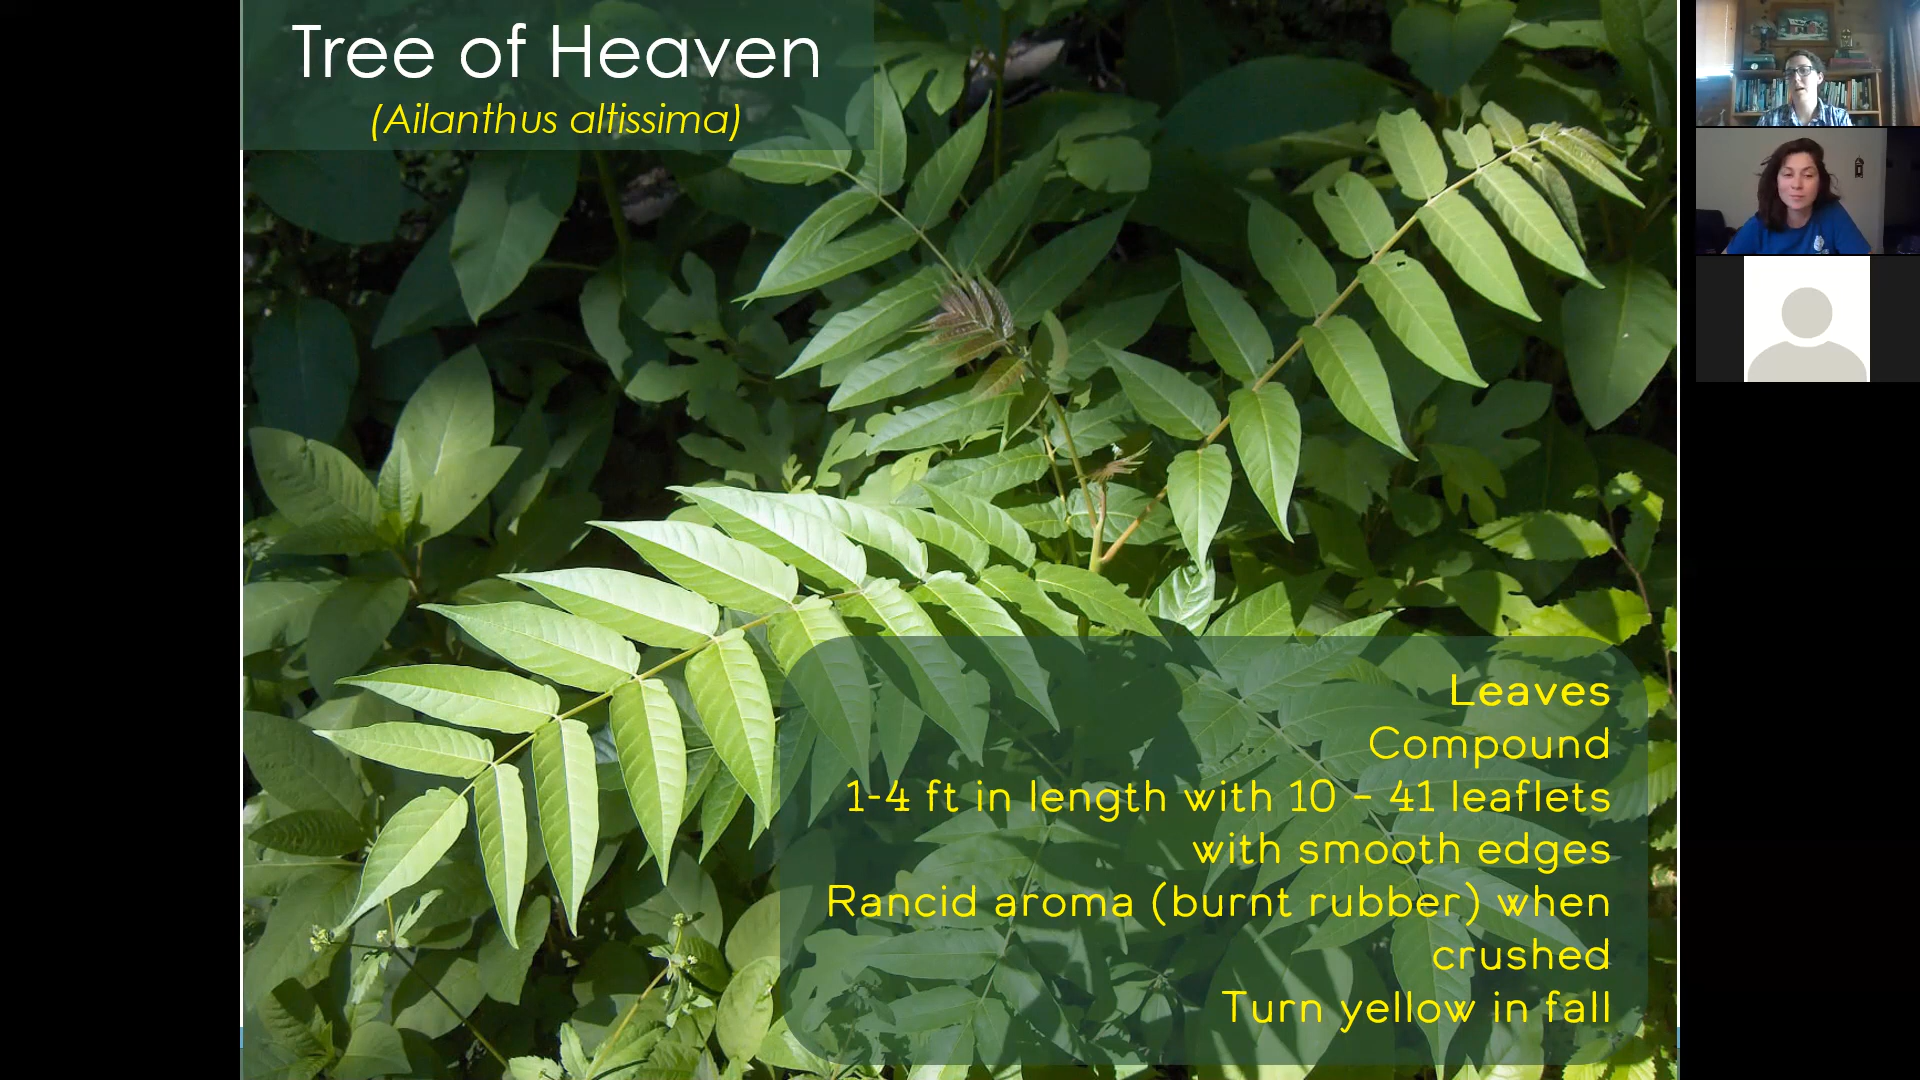 Tree of Heaven
(Ailanthus altissima)
Leaves
Compound
1-4 ft in length with 10 – 41 leaflets
with smooth edges
Rancid aroma (burnt rubber) when
crushed
Turn yellow in fall